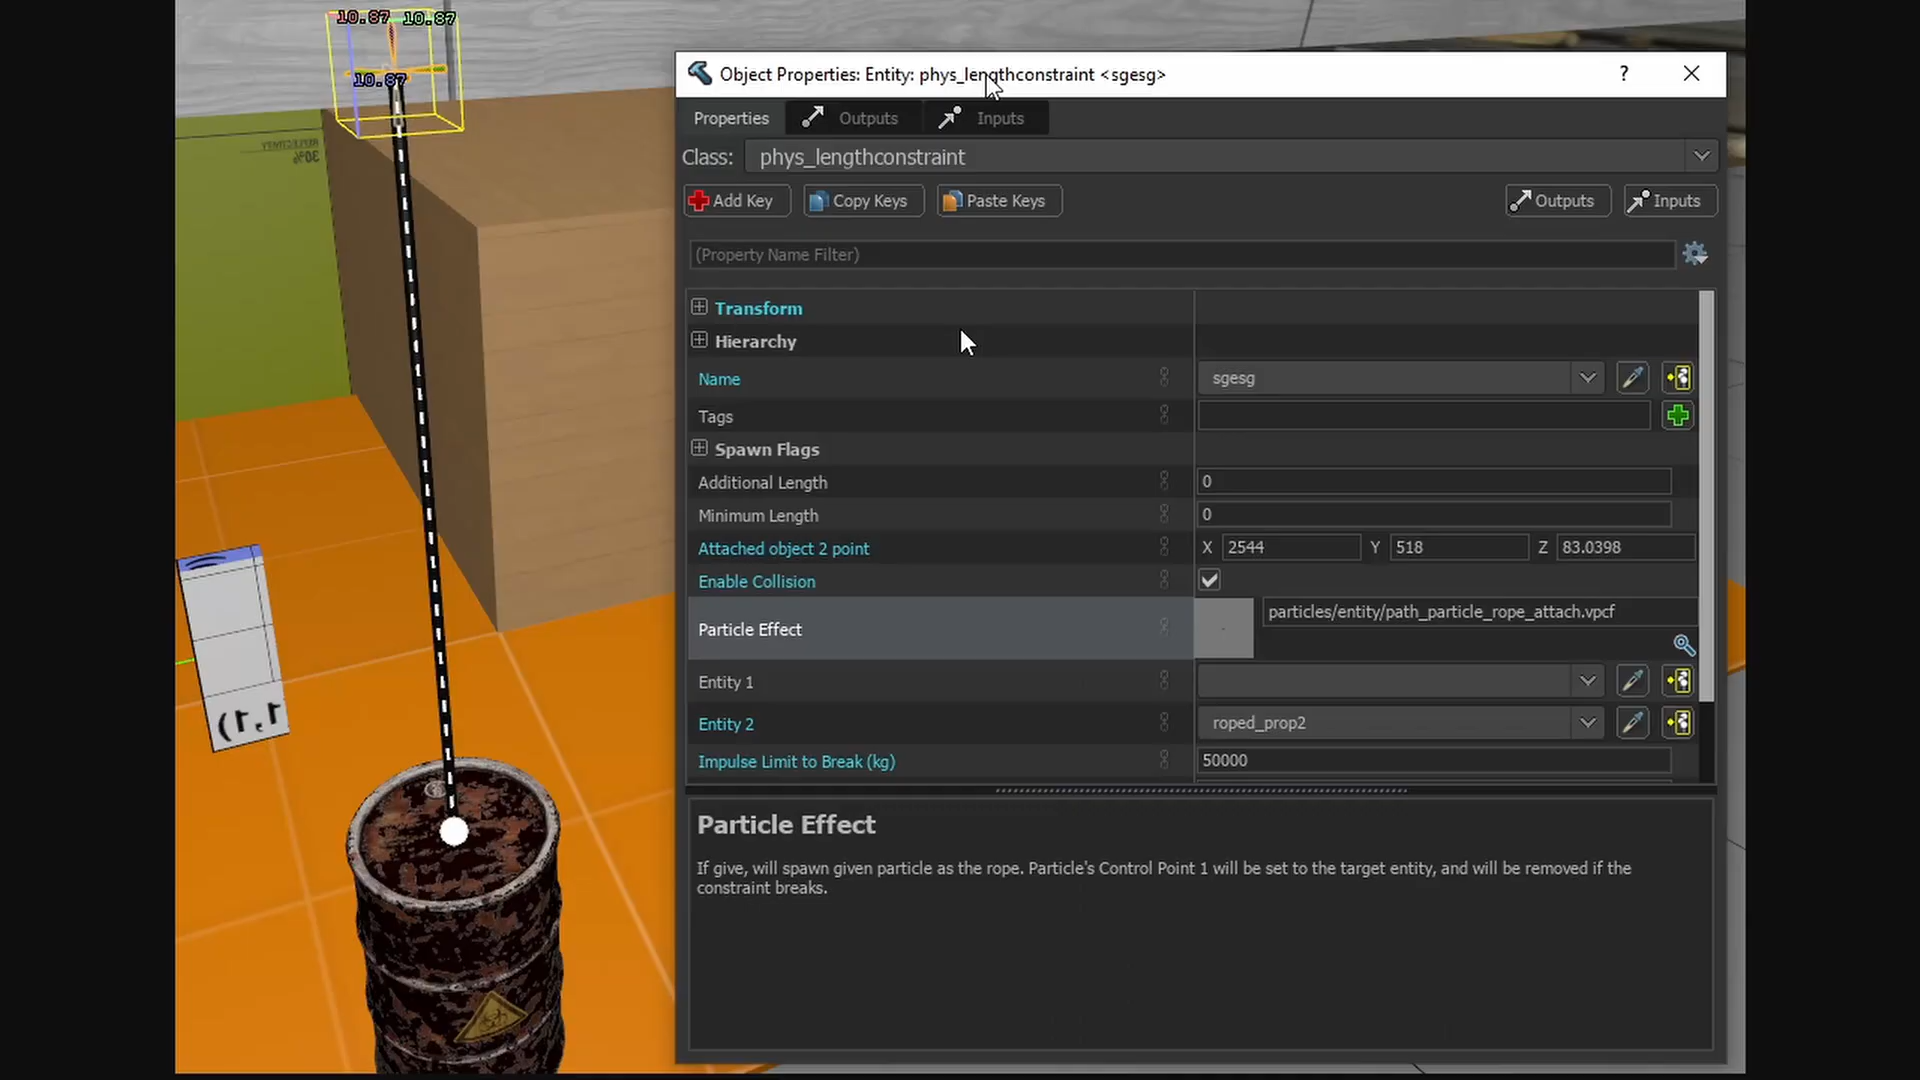 10.87 10.87
10.87
Object Properties: Entity: phys_lengthconstraint <sgesg>
?
Properties Outputs Inputs
Class: phys_lengthconstraint
Add Key Copy Keys Paste Keys Outputs Inputs
(Property Name Filter)
Transform
Hierarchy
Name sgesg
Tags
Spawn Flags
Additional Length 0
Minimum Length 0
Attached object 2 point X 2544 Y 518 Z 83.0398
Enable Collision
Particle Effect particles/entity/path_particle_rope_attach.vpcf
Entity 1
Entity 2 roped_prop2
Impulse Limit to Break (kg) 50000
Particle Effect
If give, will spawn given particle as the rope. Particle's Control Point 1 will be set to the target entity, and will be removed if the
constraint breaks.
REFLECTIVITY
30%
1,1)